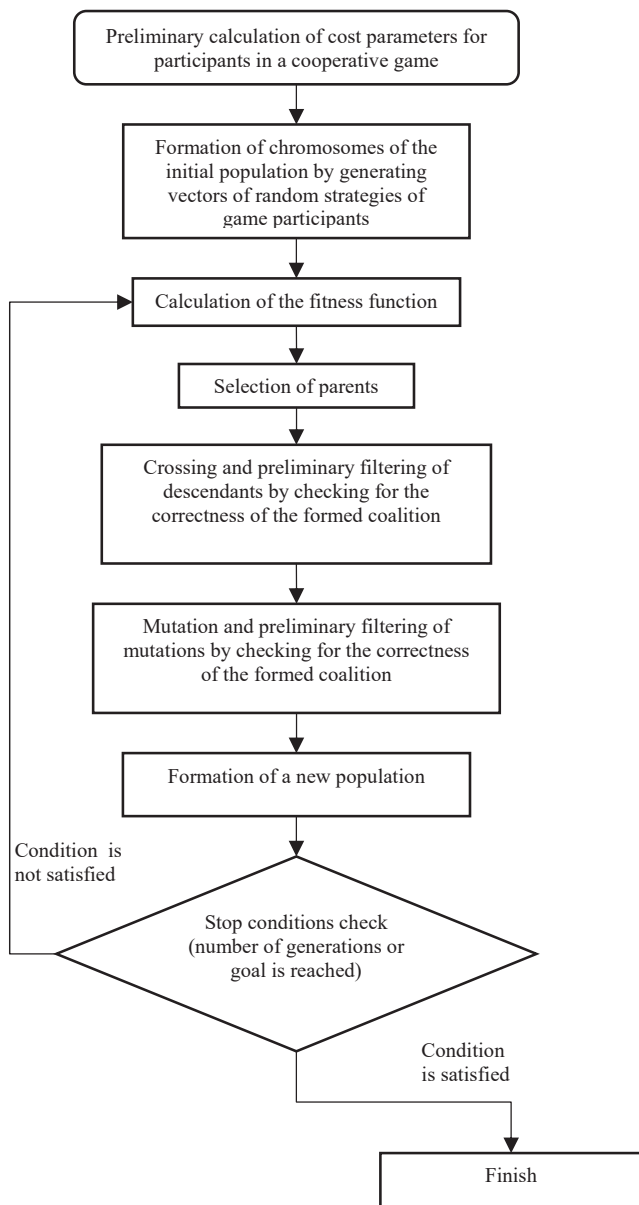 Preliminary calculation of cost parameters for
participants in a cooperative game
Formation of chromosomes of the
initial population by generating
vectors of random strategies of
game participants
Calculation of the fitness function
Selection of parents
Crossing and preliminary filtering of
descendants by checking for the
correctness of the formed coalition
Mutation and preliminary filtering of
mutations by checking for the correctness
of the formed coalition
Formation of a new population
Condition is
not satisfied
Stop conditions check
(number of generations or
goal is reached)
Condition
is satisfied
Finish